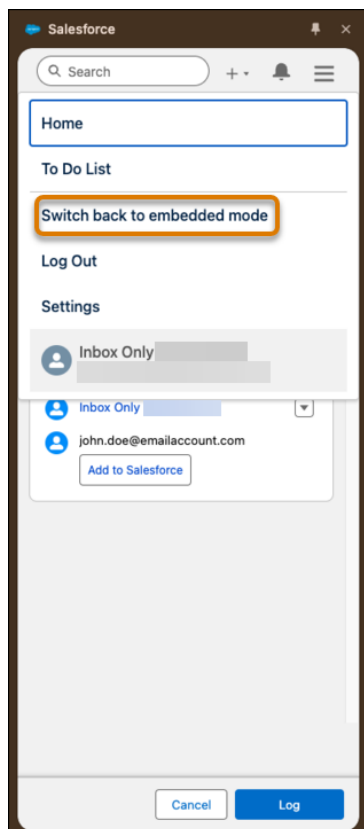 Salesforce
Search
Home
To Do List
Switch back to embedded mode
Log Out
Settings
Inbox Only
Inbox Only
john.doe@emailaccount.com
Add to Salesforce
Cancel
Log